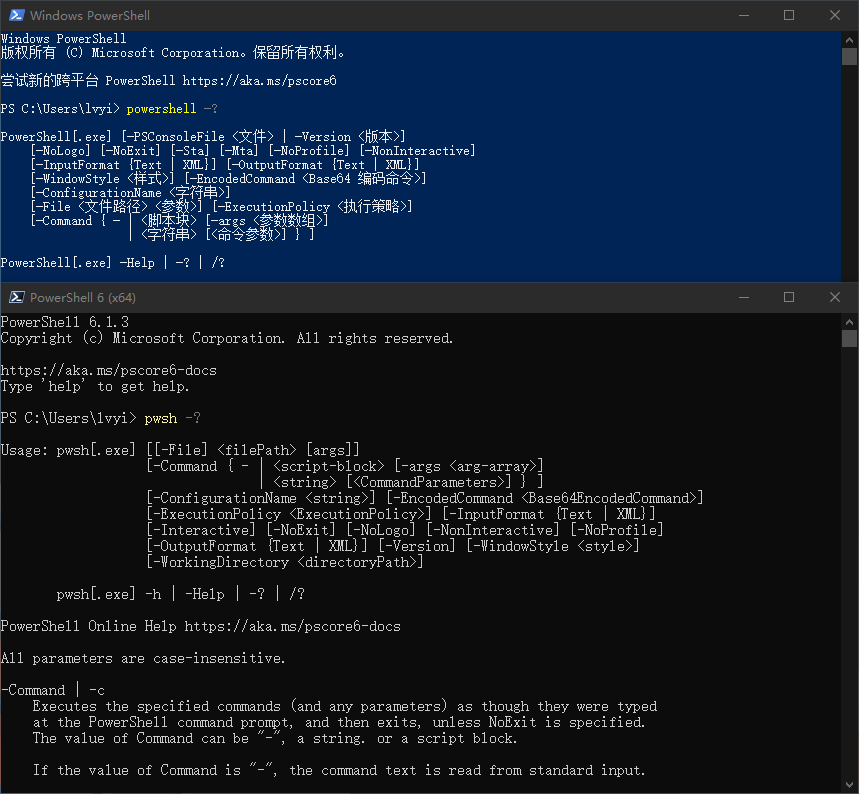 Windows PowerShell
Windows PowerShell
版权所有 (C) Microsoft Corporation。保留所有权利。
尝试新的跨平台 PowerShell https://aka.ms/pscore6
PS C:\Users\lvyi> powershell -?
PowerShell[.exe] [-PSConsoleFile <文件> | -Version <版本>]
[-NoLogo] [-NoExit] [-Sta] [-Mta] [-NoProfile] [-NonInteractive]
[-InputFormat {Text | XML}] [-OutputFormat {Text | XML}]
[-WindowStyle <样式>] [-EncodedCommand <Base64 编码命令>]
[-ConfigurationName <字符串>]
[-File <文件路径> <参数>] [-ExecutionPolicy <执行策略>]
[-Command { - | <脚本块> [-args <参数数组>]
| <字符串> [<命令参数>] } ]
PowerShell[.exe] -Help | -? | /?
PowerShell 6 (x64)
PowerShell 6.1.3
Copyright (c) Microsoft Corporation. All rights reserved.
https://aka.ms/pscore6-docs
Type 'help' to get help.
PS C:\Users\lvyi> pwsh -?
Usage: pwsh[.exe] [[-File] <filePath> [args]]
[-Command { - | <script-block> [-args <arg-array>]
| <string> [<CommandParameters>] } ]
[-ConfigurationName <string>] [-EncodedCommand <Base64EncodedCommand>]
[-ExecutionPolicy <ExecutionPolicy>] [-InputFormat {Text | XML}]
[-Interactive] [-NoExit] [-NoLogo] [-NonInteractive] [-NoProfile]
[-OutputFormat {Text | XML}] [-Version] [-WindowStyle <style>]
[-WorkingDirectory <directoryPath>]
pwsh[.exe] -h | -Help | -? | /?
PowerShell Online Help https://aka.ms/pscore6-docs
All parameters are case-insensitive.
-Command | -c
Executes the specified commands (and any parameters) as though they were typed
at the PowerShell command prompt, and then exits, unless NoExit is specified.
The value of Command can be "-", a string. or a script block.
If the value of Command is "-", the command text is read from standard input.